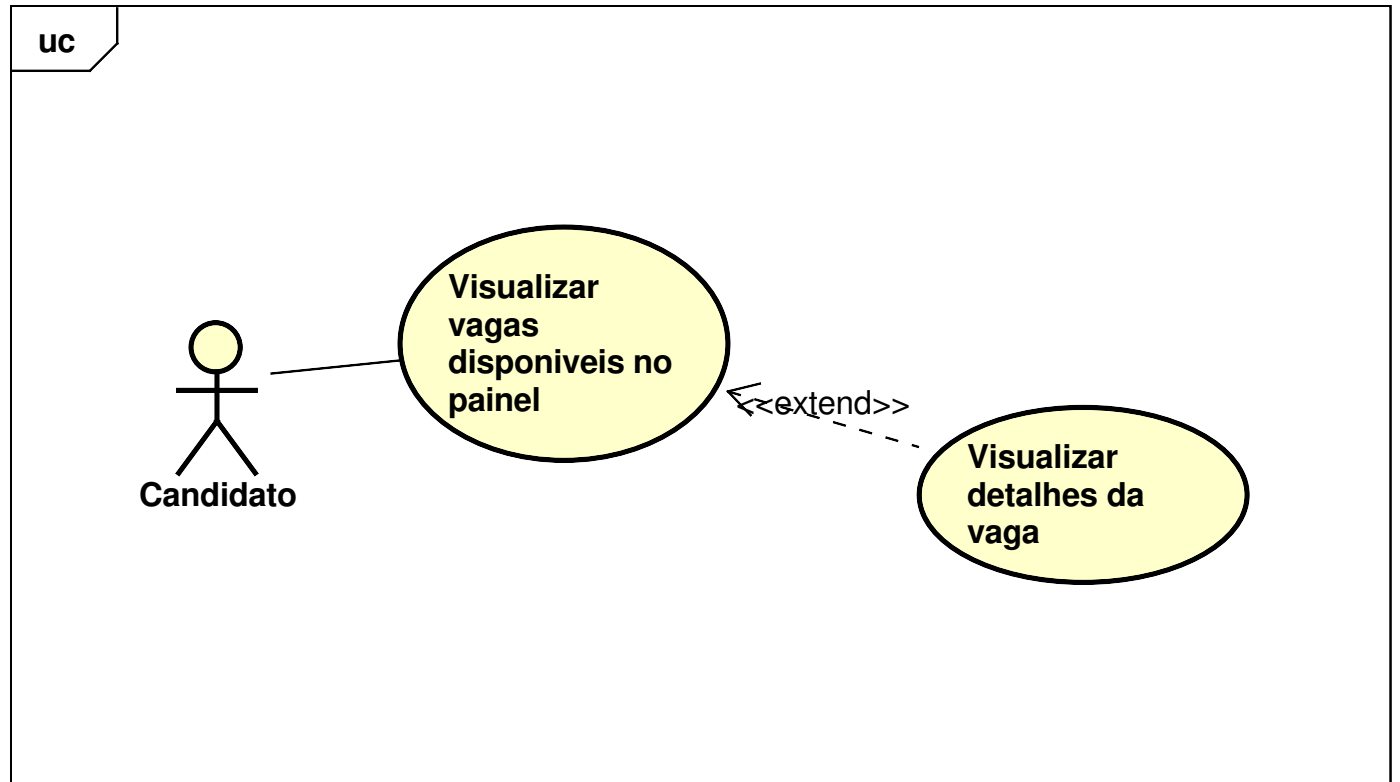 uc
Visualizar
vagas
disponiveis no
painel
<<extend>>
Visualizar
detalhes da
vaga
Candidato